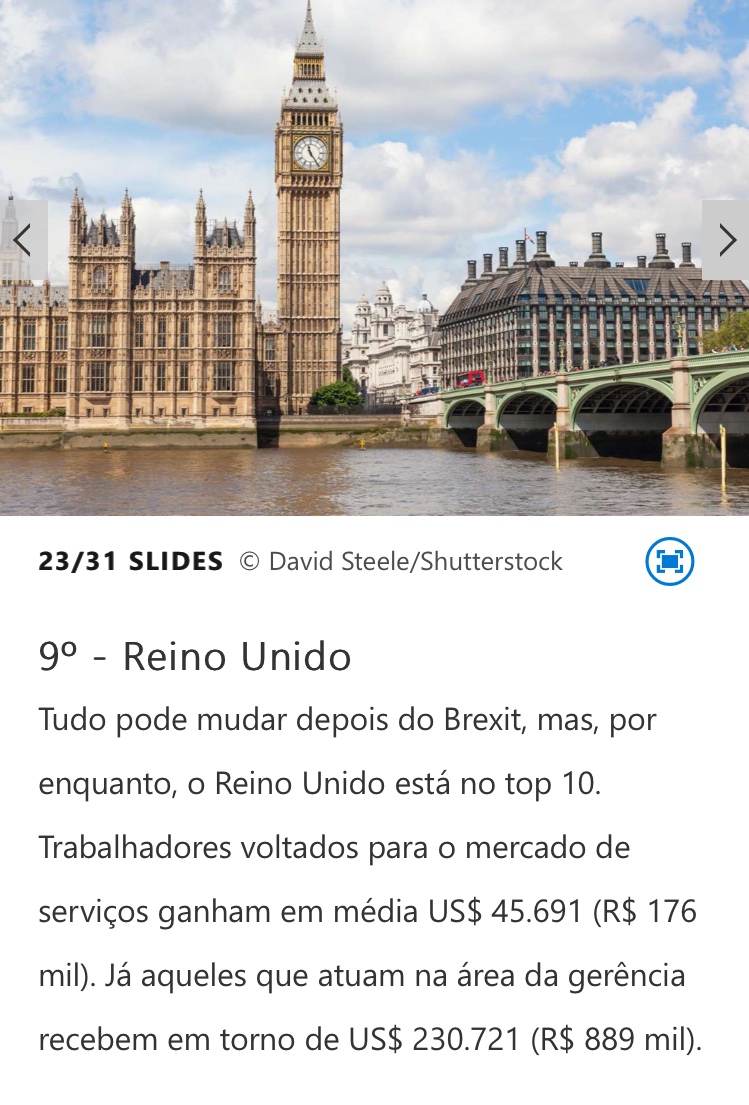 23/31 SLIDES © David Steele/Shutterstock
9º - Reino Unido
Tudo pode mudar depois do Brexit, mas, por
enquanto, o Reino Unido está no top 10.
Trabalhadores voltados para o mercado de
serviços ganham em média US$ 45.691 (R$ 176
mil). Já aqueles que atuam na área da gerência
recebem em torno de US$ 230.721 (R$ 889 mil).